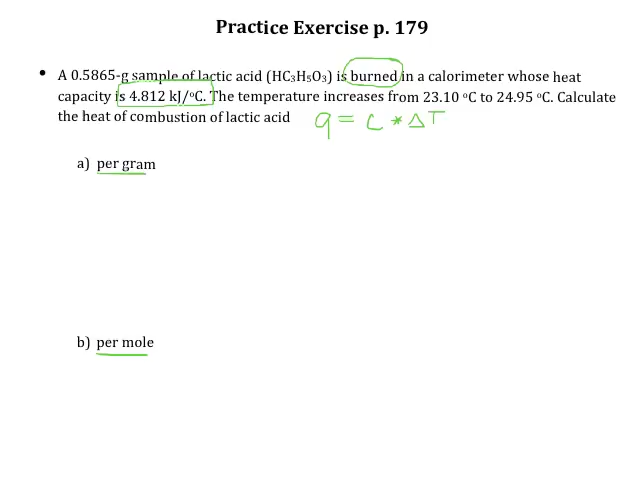 Practice Exercise p. 179
• A 0.5865-g sample of lactic acid (HC₃H₅O₃) is burned in a calorimeter whose heat
capacity is 4.812 kJ/°C. The temperature increases from 23.10 °C to 24.95 °C. Calculate
the heat of combustion of lactic acid q = C * ΔT
a) per gram
b) per mole